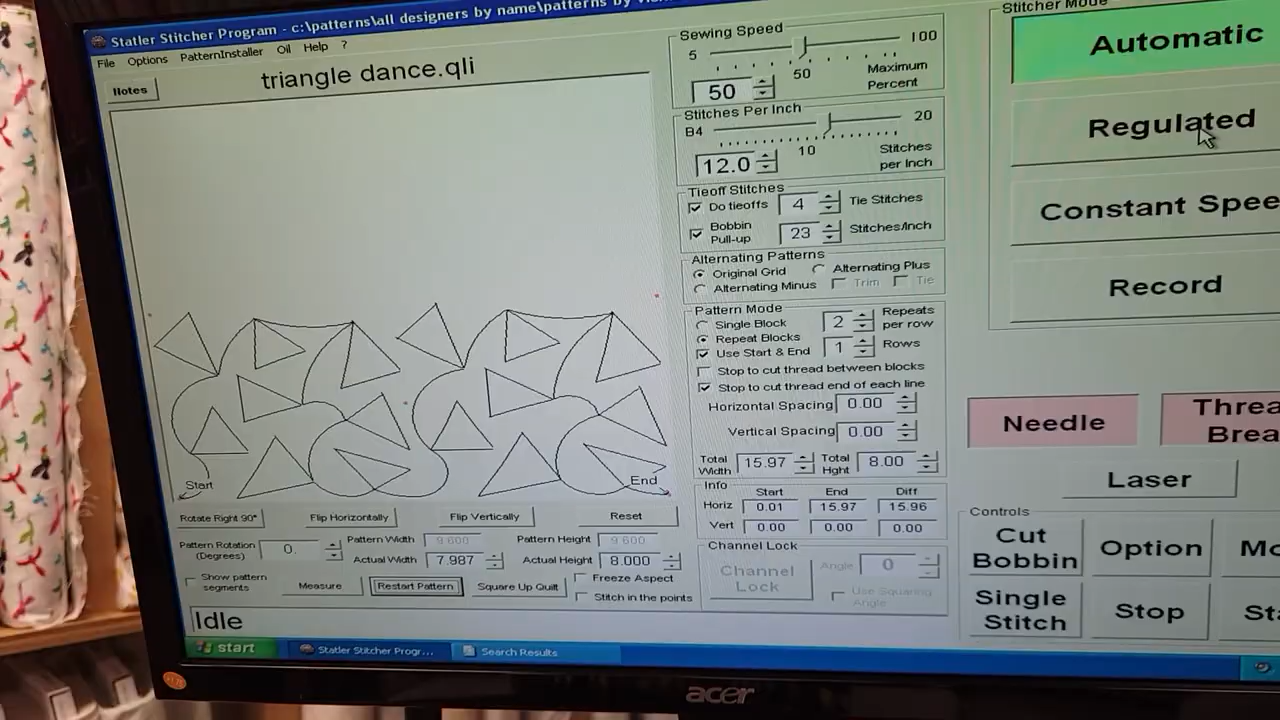 Statler Stitcher Program - c:\patterns\all designers by name\patterns by
File Options PatternInstaller Oil Help ?
Notes
triangle dance.qli
Start
End
Rotate Right 90°
Flip Horizontally
Flip Vertically
Reset
Pattern Rotation (Degrees)
0.
Pattern Width 9.600
Pattern Height 9.600
Actual Width 7.987
Actual Height 8.000
Show pattern segments
Measure
Restart Pattern
Square Up Quilt
Freeze Aspect
Stitch in the points
Idle
Sewing Speed
5
100
50
50
Maximum Percent
Stitches Per Inch
B4
20
10
12.0
Stitches per Inch
Tieoff Stitches
Do tieoffs 4 Tie Stitches
Bobbin Pull-up 23 Stitches/Inch
Alternating Patterns
Original Grid
Alternating Plus
Alternating Minus
Trim
Tie
Pattern Mode
Single Block
Repeat Blocks
Use Start & End
2 Repeats per row
1 Rows
Stop to cut thread between blocks
Stop to cut thread end of each line
Horizontal Spacing 0.00
Vertical Spacing 0.00
Total Width 15.97
Total Hght 8.00
Info
Start End Diff
Horiz 0.01 15.97 15.96
Vert 0.00 0.00 0.00
Channel Lock
Channel Lock
Angle 0
Use Squaring Angle
Stitcher Mode
Automatic
Regulated
Constant Spee
Record
Needle
Threa
Brea
Laser
Controls
Cut Bobbin
Option
Mo
Single Stitch
Stop
Sta
start
Statler Stitcher Progr...
Search Results
acer